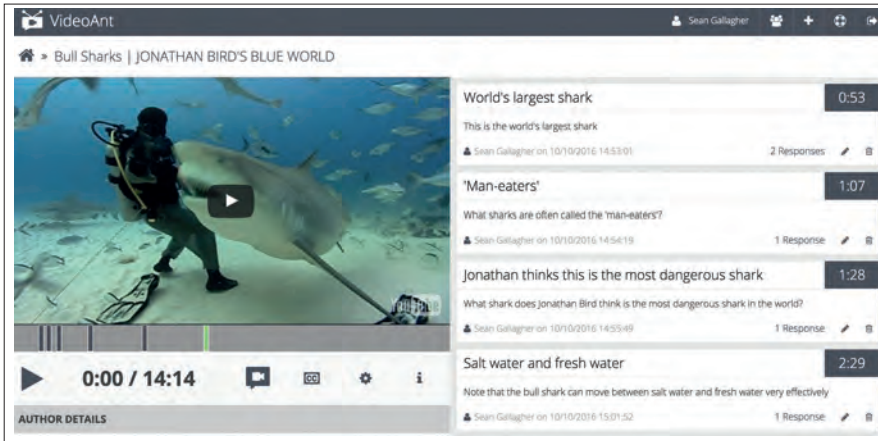 VideoAnt
Sean Gallagher
» Bull Sharks | JONATHAN BIRD'S BLUE WORLD
YouTube
0:00 / 14:14
CC
i
AUTHOR DETAILS
World's largest shark 0:53
This is the world's largest shark
Sean Gallagher on 10/10/2016 14:53:01 2 Responses
'Man-eaters' 1:07
What sharks are often called the 'man-eaters'?
Sean Gallagher on 10/10/2016 14:54:19 1 Response
Jonathan thinks this is the most dangerous shark 1:28
What shark does Jonathan Bird think is the most dangerous shark in the world?
Sean Gallagher on 10/10/2016 14:55:49 1 Response
Salt water and fresh water 2:29
Note that the bull shark can move between salt water and fresh water very effectively
Sean Gallagher on 10/10/2016 15:01:52 1 Response